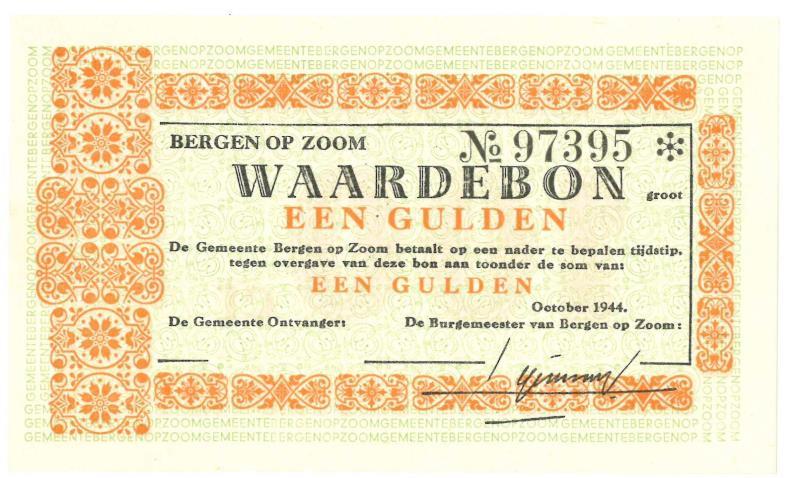 BERGEN OP ZOOM № 97395
WAARDEBON groot
EEN GULDEN
De Gemeente Bergen op Zoom betaalt op een nader te bepalen tijdstip,
tegen overgave van deze bon aan toonder de som van:
EEN GULDEN
October 1944.
De Gemeente Ontvanger: De Burgemeester van Bergen op Zoom: